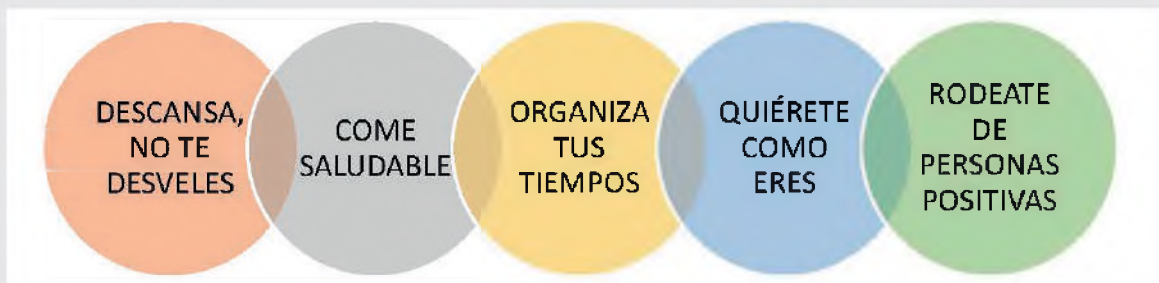 DESCANSA,
NO TE
DESVELES
COME
SALUDABLE
ORGANIZA
TUS
TIEMPOS
QUIÉRETE
COMO
ERES
RODEATE
DE
PERSONAS
POSITIVAS